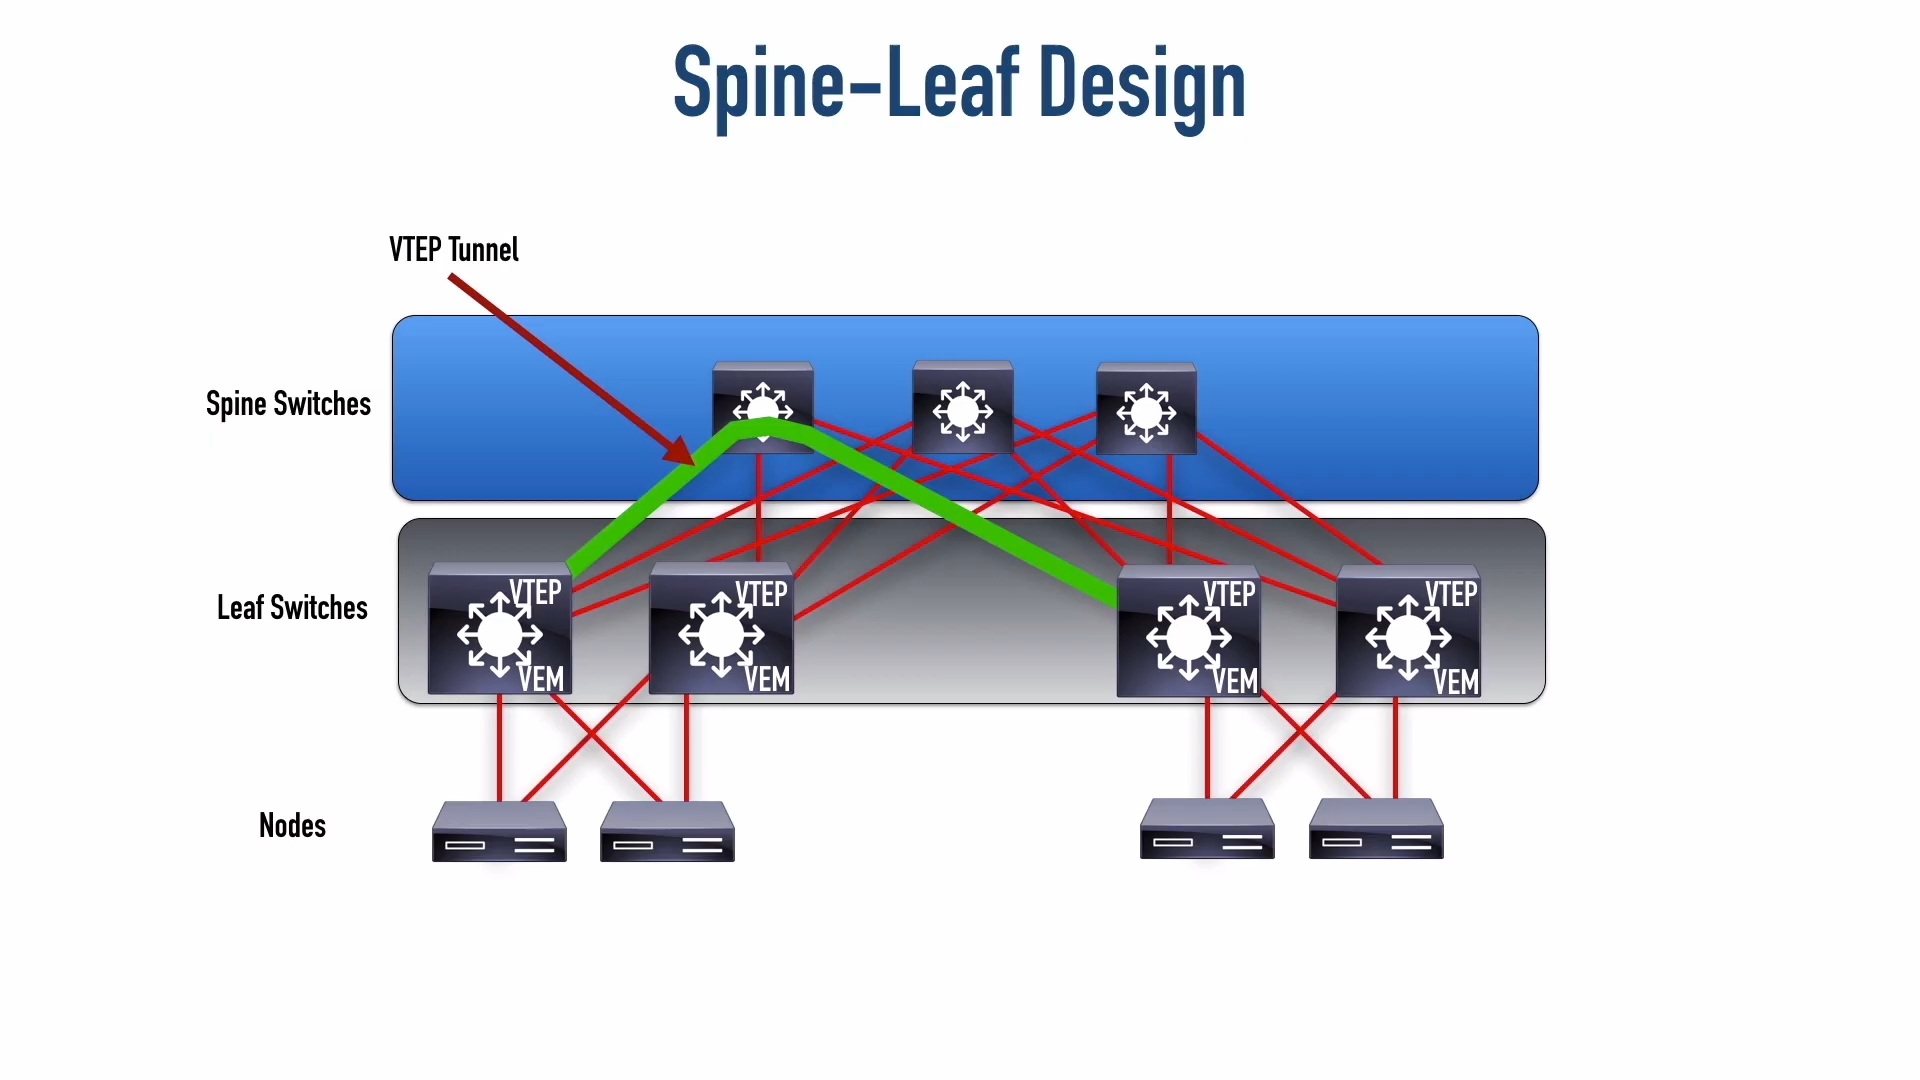 Spine-Leaf Design
VTEP Tunnel
Spine Switches
Leaf Switches
VTEP
VEM
VTEP
VEM
VTEP
VEM
VTEP
VEM
Nodes